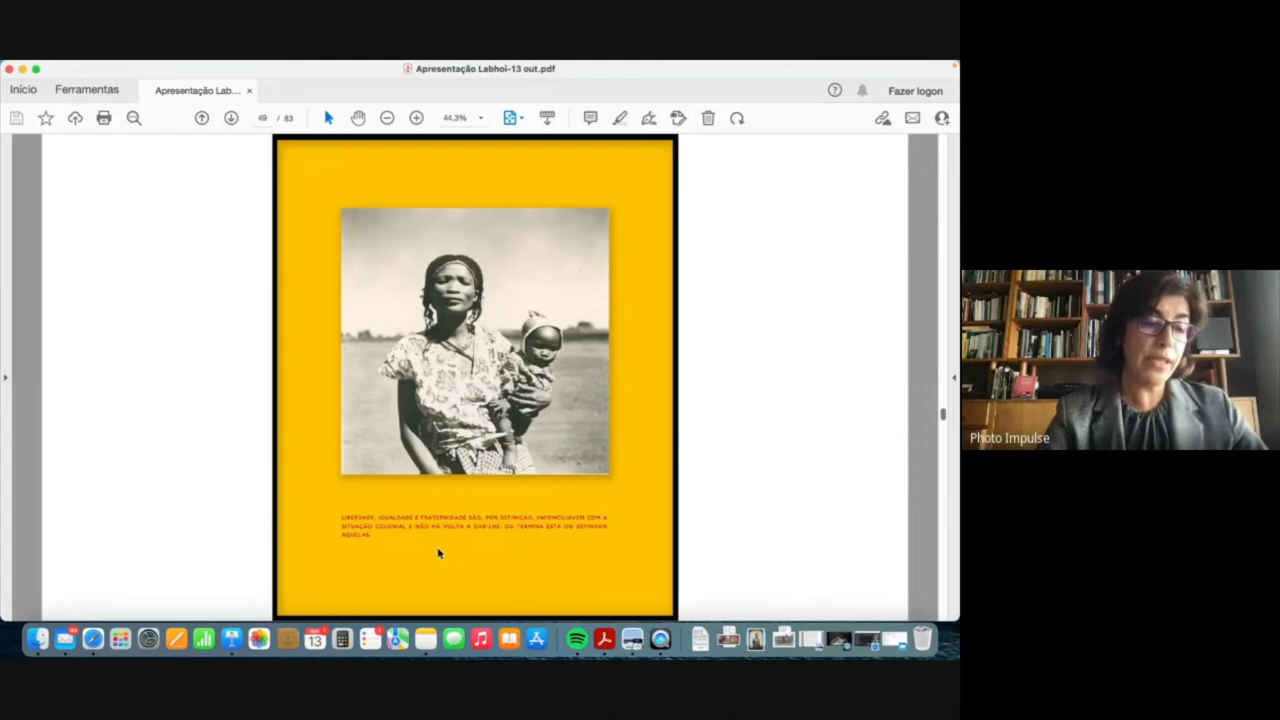 Apresentação Labhoi-13 out.pdf
Início Ferramentas Apresentação Lab... × Fazer logon
49 / 83 44,3%
LIBERDADE, IGUALDADE E FRATERNIDADE SÃO, POR DEFINIÇÃO, INCONCILIÁVEIS COM A
SITUAÇÃO COLONIAL E NÃO HÁ VOLTA A DAR-LHE: OU TERMINA ESTA OU DEFINHAM
AQUELAS.
Photo Impulse
13